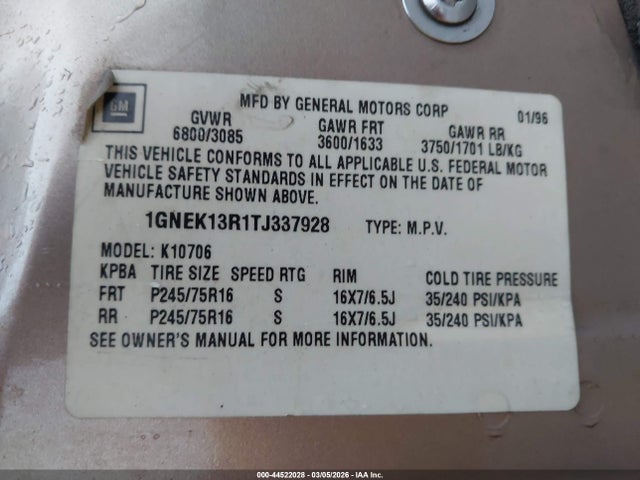 GM
MFD BY GENERAL MOTORS CORP 01/96
GVWR GAWR FRT GAWR RR
6800/3085 3600/1633 3750/1701 LB/KG
THIS VEHICLE CONFORMS TO ALL APPLICABLE U.S. FEDERAL MOTOR
VEHICLE SAFETY STANDARDS IN EFFECT ON THE DATE OF
MANUFACTURE SHOWN ABOVE.
1GNEK13R1TJ337928 TYPE: M.P.V.
MODEL: K10706
KPBA TIRE SIZE SPEED RTG RIM COLD TIRE PRESSURE
FRT P245/75R16 S 16X7/6.5J 35/240 PSI/KPA
RR P245/75R16 S 16X7/6.5J 35/240 PSI/KPA
SEE OWNER'S MANUAL FOR MORE INFORMATION.
000-44522028 - 03/05/2026 - IAA Inc.